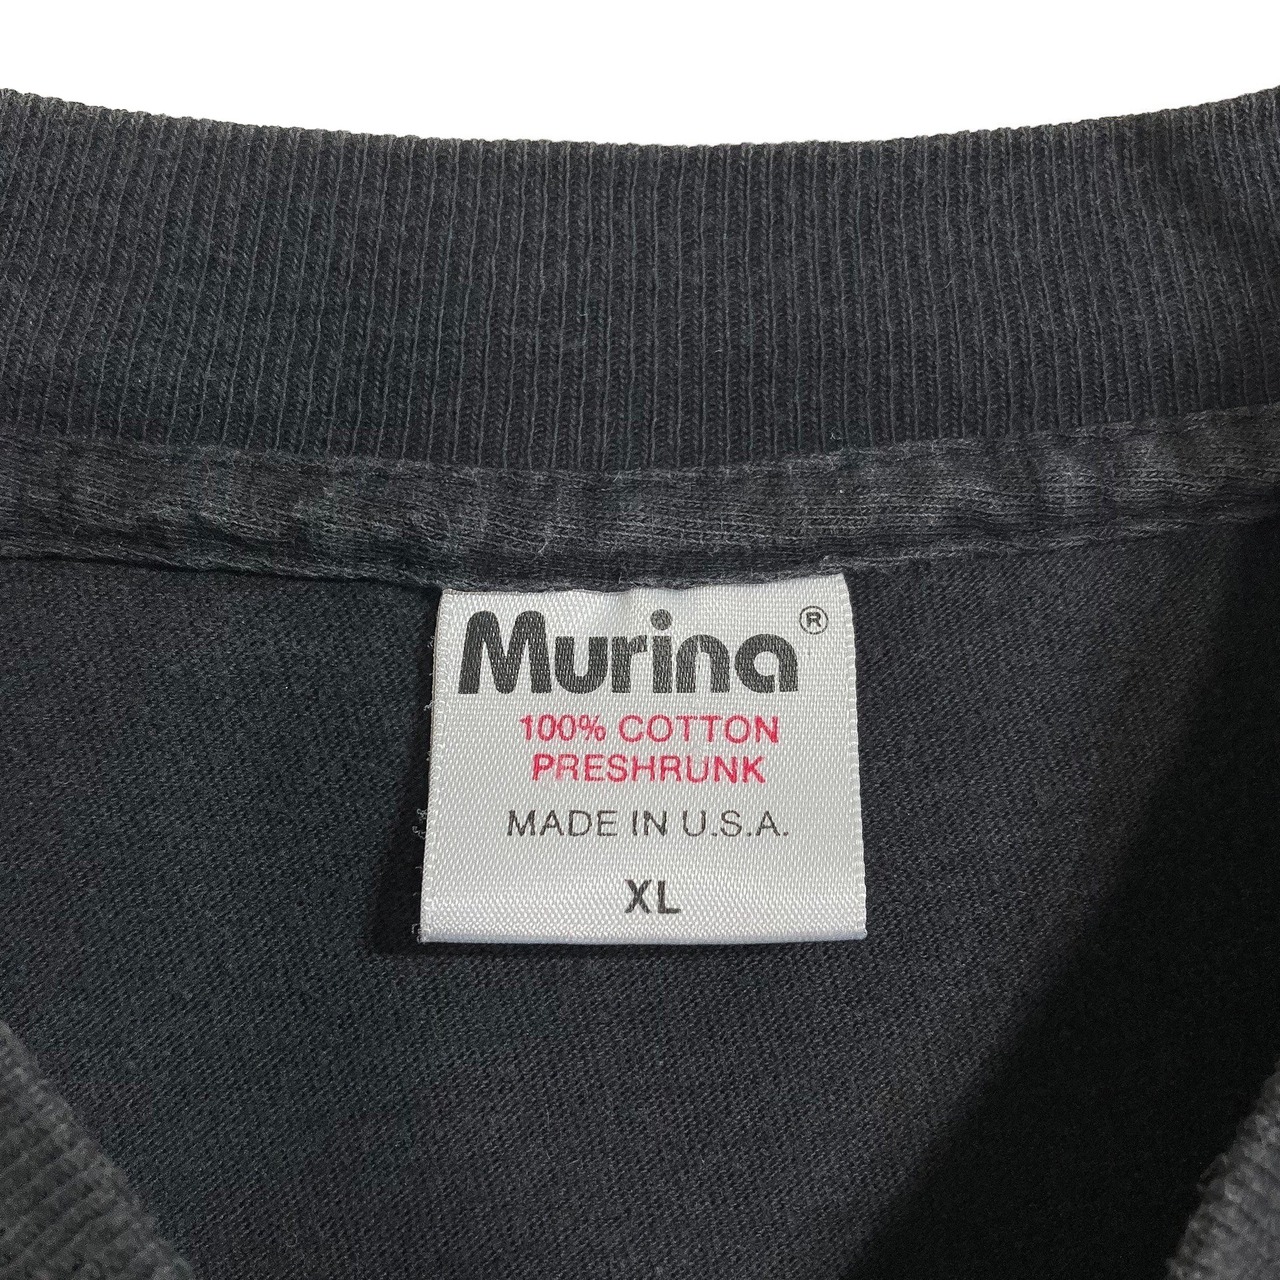 Murina®
100% COTTON
PRESHRUNK
MADE IN U.S.A.
XL